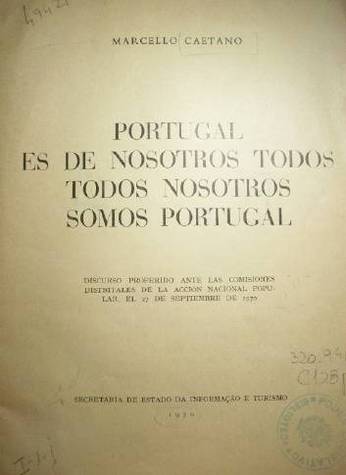 49421
MARCELLO CAETANO
PORTUGAL
ES DE NOSOTROS TODOS
TODOS NOSOTROS
SOMOS PORTUGAL
DISCURSO PROFERIDO ANTE LAS COMISIONES
DISTRITALES DE LA ACCION NACIONAL POPU-
LAR, EL 27 DE SEPTIEMBRE DE 1970
SECRETARIA DE ESTADO DA INFORMAÇÃO E TURISMO
1970